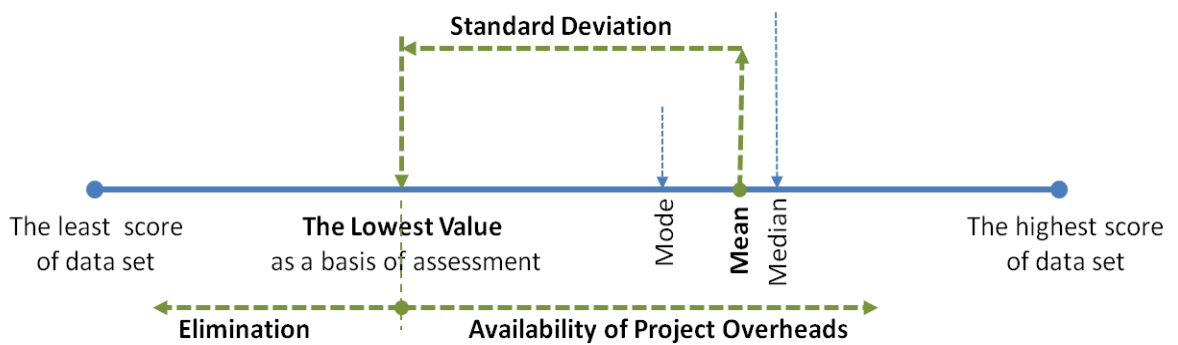 Standard Deviation
The least score
of data set
The Lowest Value
as a basis of assessment
Mode
Mean
Median
The highest score
of data set
Elimination
Availability of Project Overheads